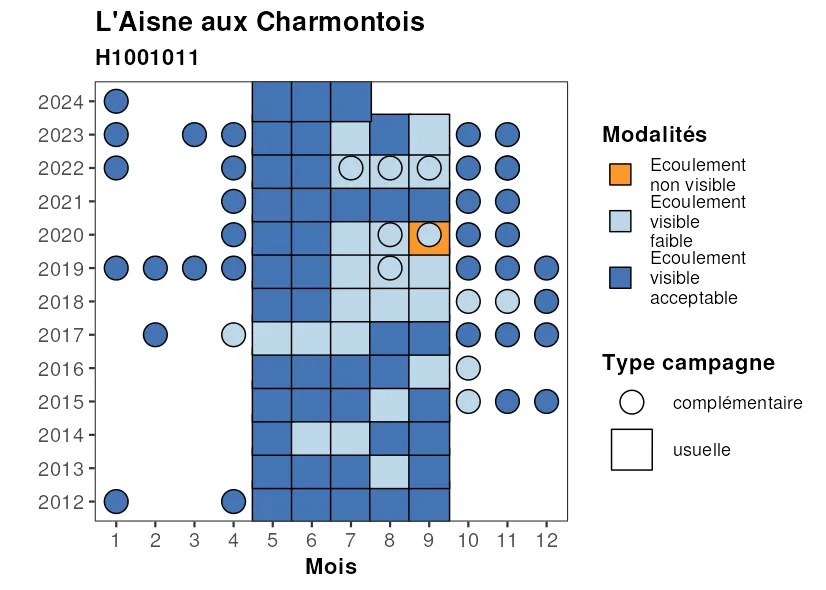 L'Aisne aux Charmontois
H1001011
2024
2023
2022
2021
2020
2019
2018
2017
2016
2015
2014
2013
2012
1 2 3 4 5 6 7 8 9 10 11 12
Mois
Modalités
Ecoulement
non visible
Ecoulement
visible
faible
Ecoulement
visible
acceptable
Type campagne
complémentaire
usuelle